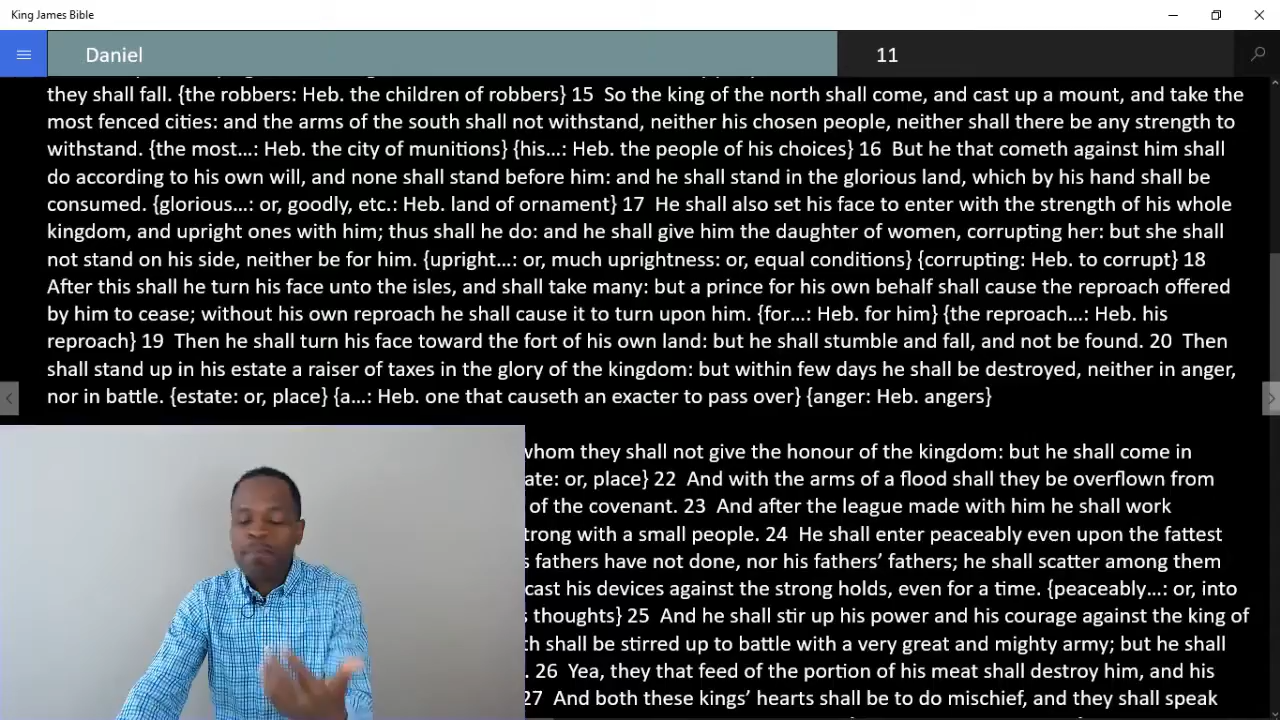 King James Bible
Daniel
11
they shall fall. {the robbers: Heb. the children of robbers} 15 So the king of the north shall come, and cast up a mount, and take the
most fenced cities: and the arms of the south shall not withstand, neither his chosen people, neither shall there be any strength to
withstand. {the most...: Heb. the city of munitions} {his...: Heb. the people of his choices} 16 But he that cometh against him shall
do according to his own will, and none shall stand before him: and he shall stand in the glorious land, which by his hand shall be
consumed. {glorious...: or, goodly, etc.: Heb. land of ornament} 17 He shall also set his face to enter with the strength of his whole
kingdom, and upright ones with him; thus shall he do: and he shall give him the daughter of women, corrupting her: but she shall
not stand on his side, neither be for him. {upright...: or, much uprightness: or, equal conditions} {corrupting: Heb. to corrupt} 18
After this shall he turn his face unto the isles, and shall take many: but a prince for his own behalf shall cause the reproach offered
by him to cease; without his own reproach he shall cause it to turn upon him. {for...: Heb. for him} {the reproach...: Heb. his
reproach} 19 Then he shall turn his face toward the fort of his own land: but he shall stumble and fall, and not be found. 20 Then
shall stand up in his estate a raiser of taxes in the glory of the kingdom: but within few days he shall be destroyed, neither in anger,
nor in battle. {estate: or, place} {a...: Heb. one that causeth an exacter to pass over} {anger: Heb. angers}
whom they shall not give the honour of the kingdom: but he shall come in
or, place} 22 And with the arms of a flood shall they be overflown from
of the covenant. 23 And after the league made with him he shall work
with a small people. 24 He shall enter peaceably even upon the fattest
fathers have not done, nor his fathers' fathers; he shall scatter among them
cast his devices against the strong holds, even for a time. {peaceably...: or, into
thoughts} 25 And he shall stir up his power and his courage against the king of
shall be stirred up to battle with a very great and mighty army; but he shall
26 Yea, they that feed of the portion of his meat shall destroy him, and his
27 And both these kings' hearts shall be to do mischief, and they shall speak